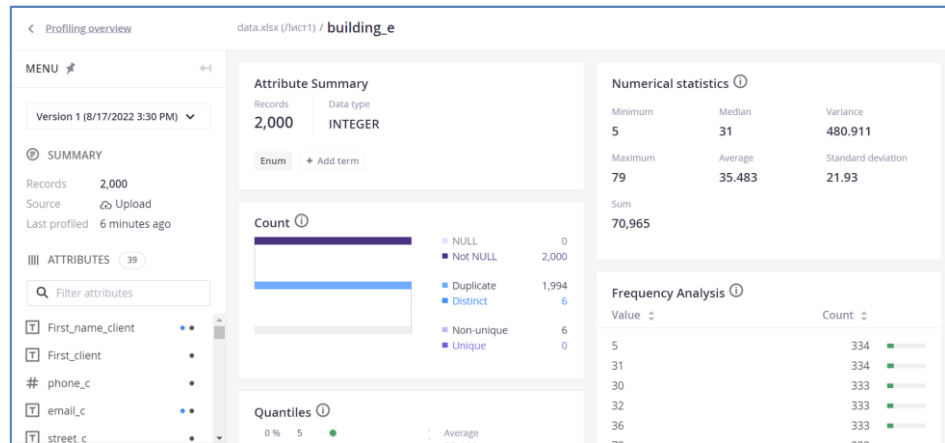 Profiling overview
data.xlsx (Лист1) / building_e
MENU
Version 1 (8/17/2022 3:30 PM)
SUMMARY
Records 2,000
Source Upload
Last profiled 6 minutes ago
ATTRIBUTES 39
Filter attributes
First_name_client
First_client
# phone_c
email_c
street_c
Attribute Summary
Records Data type
2,000 INTEGER
Enum + Add term
Count
NULL 0
Not NULL 2,000
Duplicate 1,994
Distinct 6
Non-unique 6
Unique 0
Quantiles
0 % 5 Average
Numerical statistics
Minimum Median Variance
5 31 480.911
Maximum Average Standard deviation
79 35.483 21.93
Sum
70,965
Frequency Analysis
Value Count
5 334
31 334
30 333
32 333
36 333